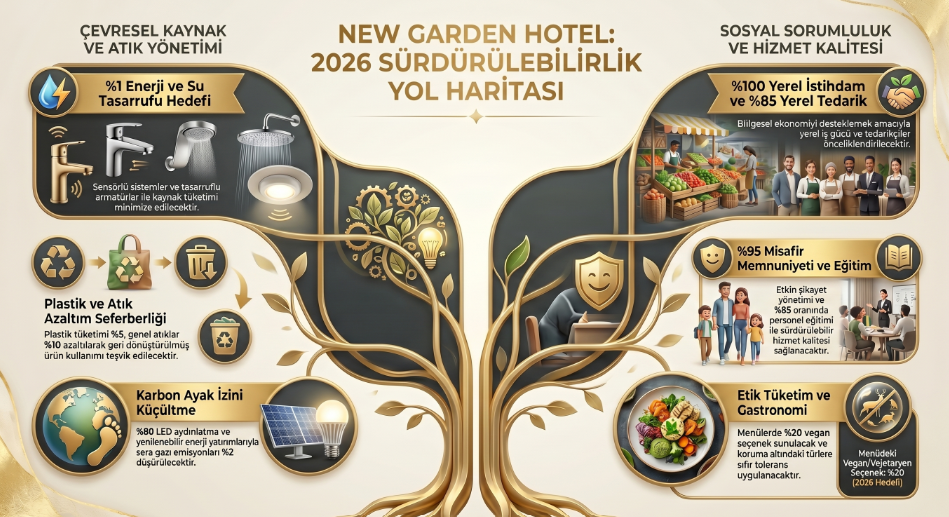 ÇEVRESEL KAYNAK
VE ATIK YÖNETİMİ
NEW GARDEN HOTEL:
2026 SÜRDÜRÜLEBİLİRLİK
YOL HARİTASI
SOSYAL SORUMLULUK
VE HİZMET KALİTESİ
%1 Enerji ve Su
Tasarrufu Hedefi
Sensörlü sistemler ve tasarruflu
armatürler ile kaynak tüketimi
minimize edilecektir.
Plastik ve Atık
Azaltım Seferberliği
Plastik tüketimi %5, genel atıklar
%10 azaltılarak geri dönüştürülmüş
ürün kullanımı teşvik edilecektir.
Karbon Ayak İzini
Küçültme
%80 LED aydınlatma ve
yenilenebilir enerji yatırımlarıyla
sera gazı emisyonları %2
düşürülecektir.
%100 Yerel İstihdam
ve %85 Yerel Tedarik
Bilgesel ekonomiyi desteklemek amacıyla
yerel iş gücü ve tedarikçiler
önceliklendirilecektir.
%95 Misafir
Memnuniyeti ve Eğitim
Etkin şikayet
yönetimi ve
%85 oranında
personel eğitimi
ile sürdürülebilir
hizmet kalitesi
sağlanacaktır.
Etik Tüketim ve
Gastronomi
Menülerde %20 vegan
seçenek sunulacak ve
koruma altındaki türlere
sıfır tolerans
uygulanacaktır.
Menüdeki
Vegan/Vejetaryen
Seçenek: %20
(2026 Hedefi)